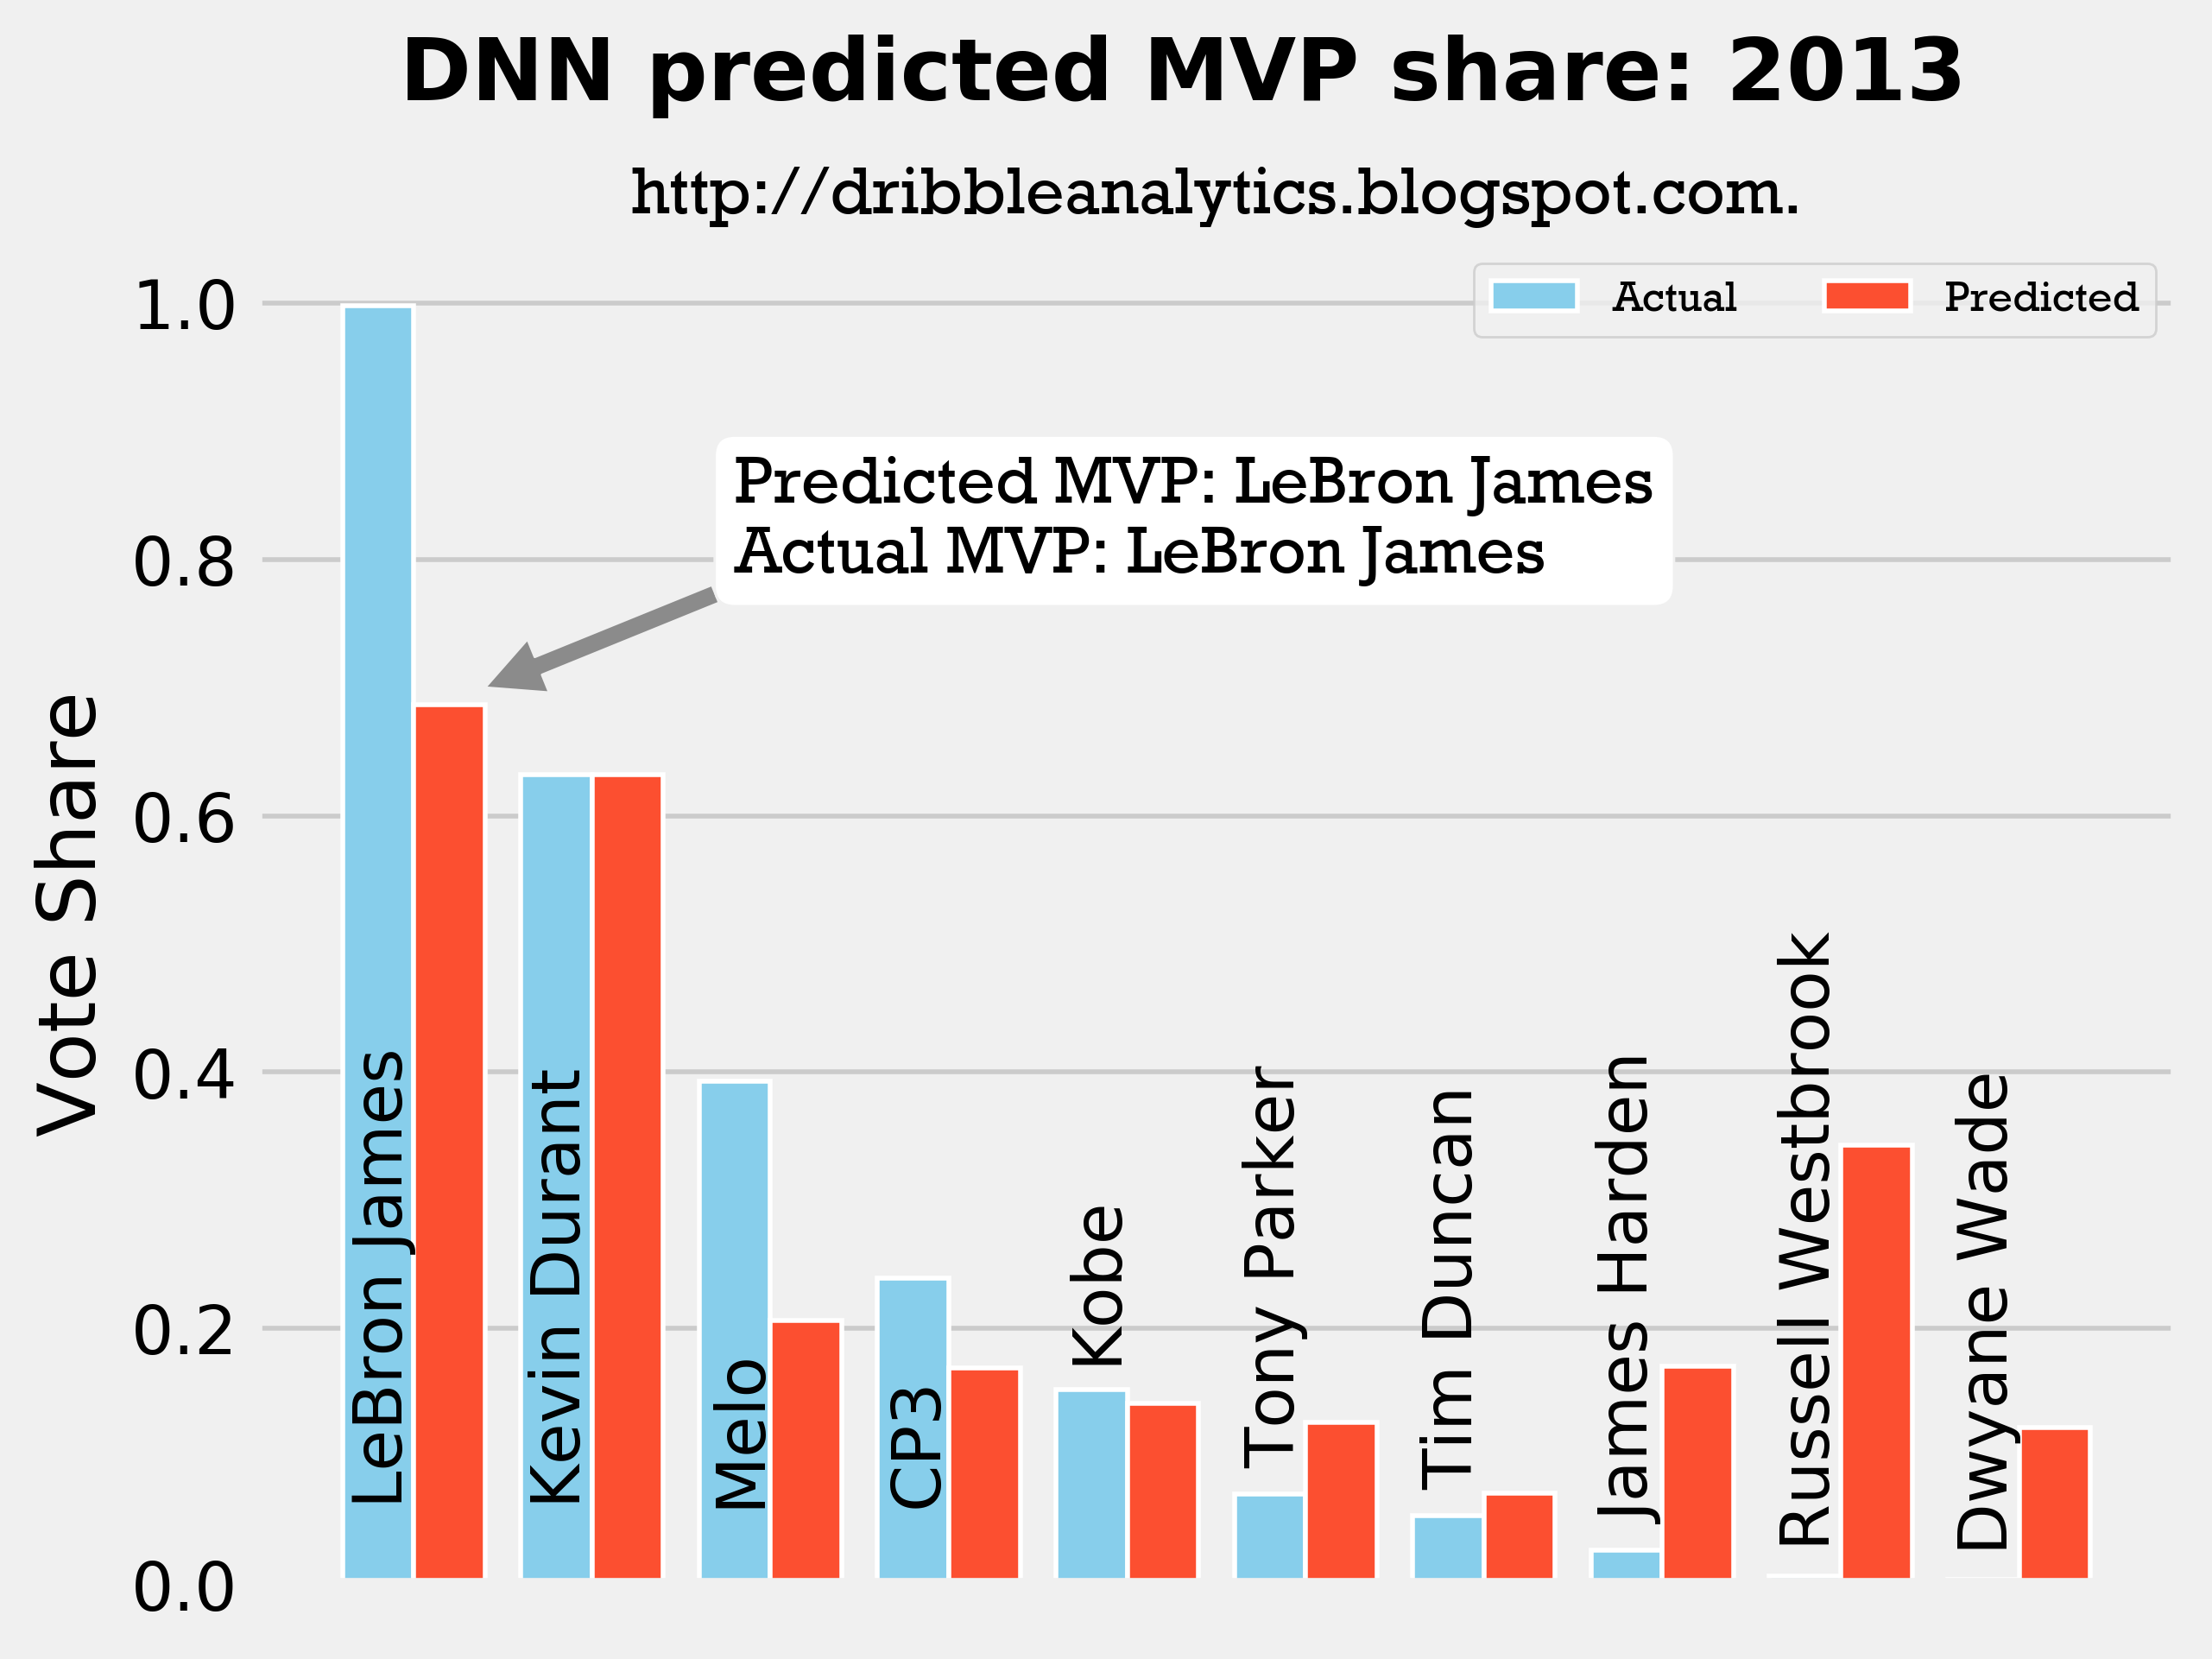 DNN predicted MVP share: 2013
http://dribbleanalytics.blogspot.com.
Actual
Predicted
Predicted MVP: LeBron James
Actual MVP: LeBron James
Vote Share
1.0
0.8
0.6
0.4
0.2
0.0
LeBron James
Kevin Durant
Melo
CP3
Kobe
Tony Parker
Tim Duncan
James Harden
Russell Westbrook
Dwyane Wade